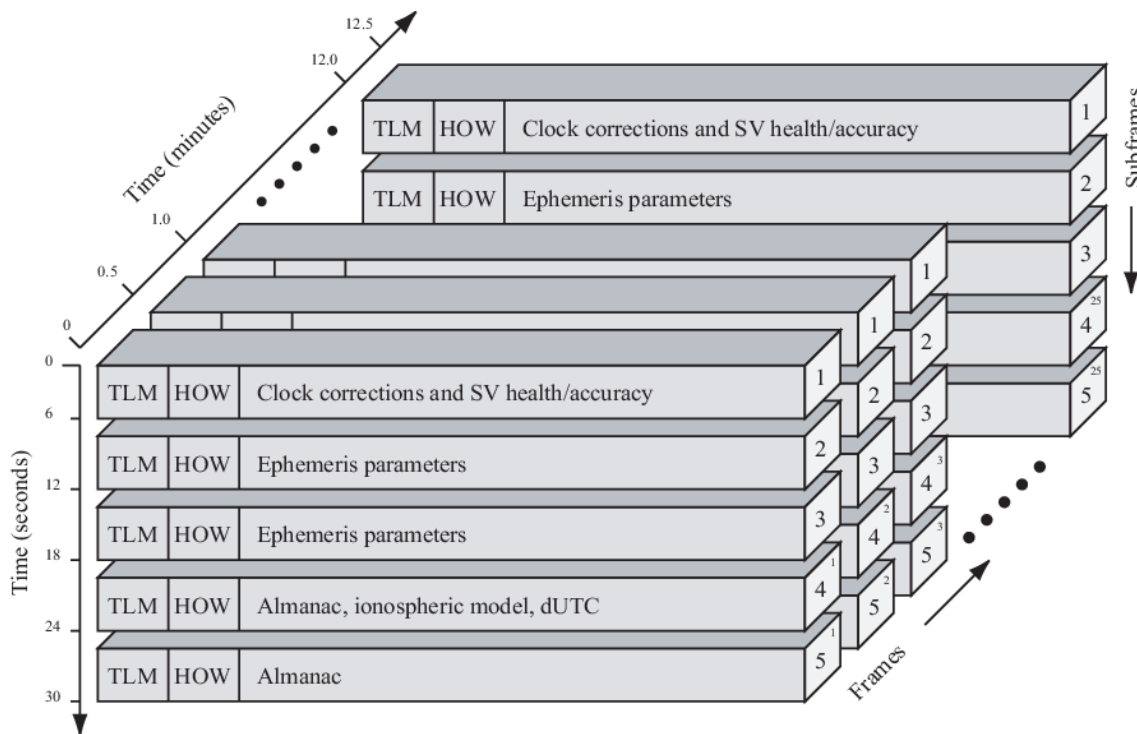 12.5
12.0
Time (minutes)
1.0
0.5
0
TLM HOW Clock corrections and SV health/accuracy 1
TLM HOW Ephemeris parameters 2
3
4 25
5 25
Subframes
1
2
3
4 3
5 3
1
2
3
4 2
5 2
0
TLM HOW Clock corrections and SV health/accuracy 1
6
TLM HOW Ephemeris parameters 2
12
TLM HOW Ephemeris parameters 3
18
TLM HOW Almanac, ionospheric model, dUTC 4 1
24
TLM HOW Almanac 5 1
30
Time (seconds)
Frames